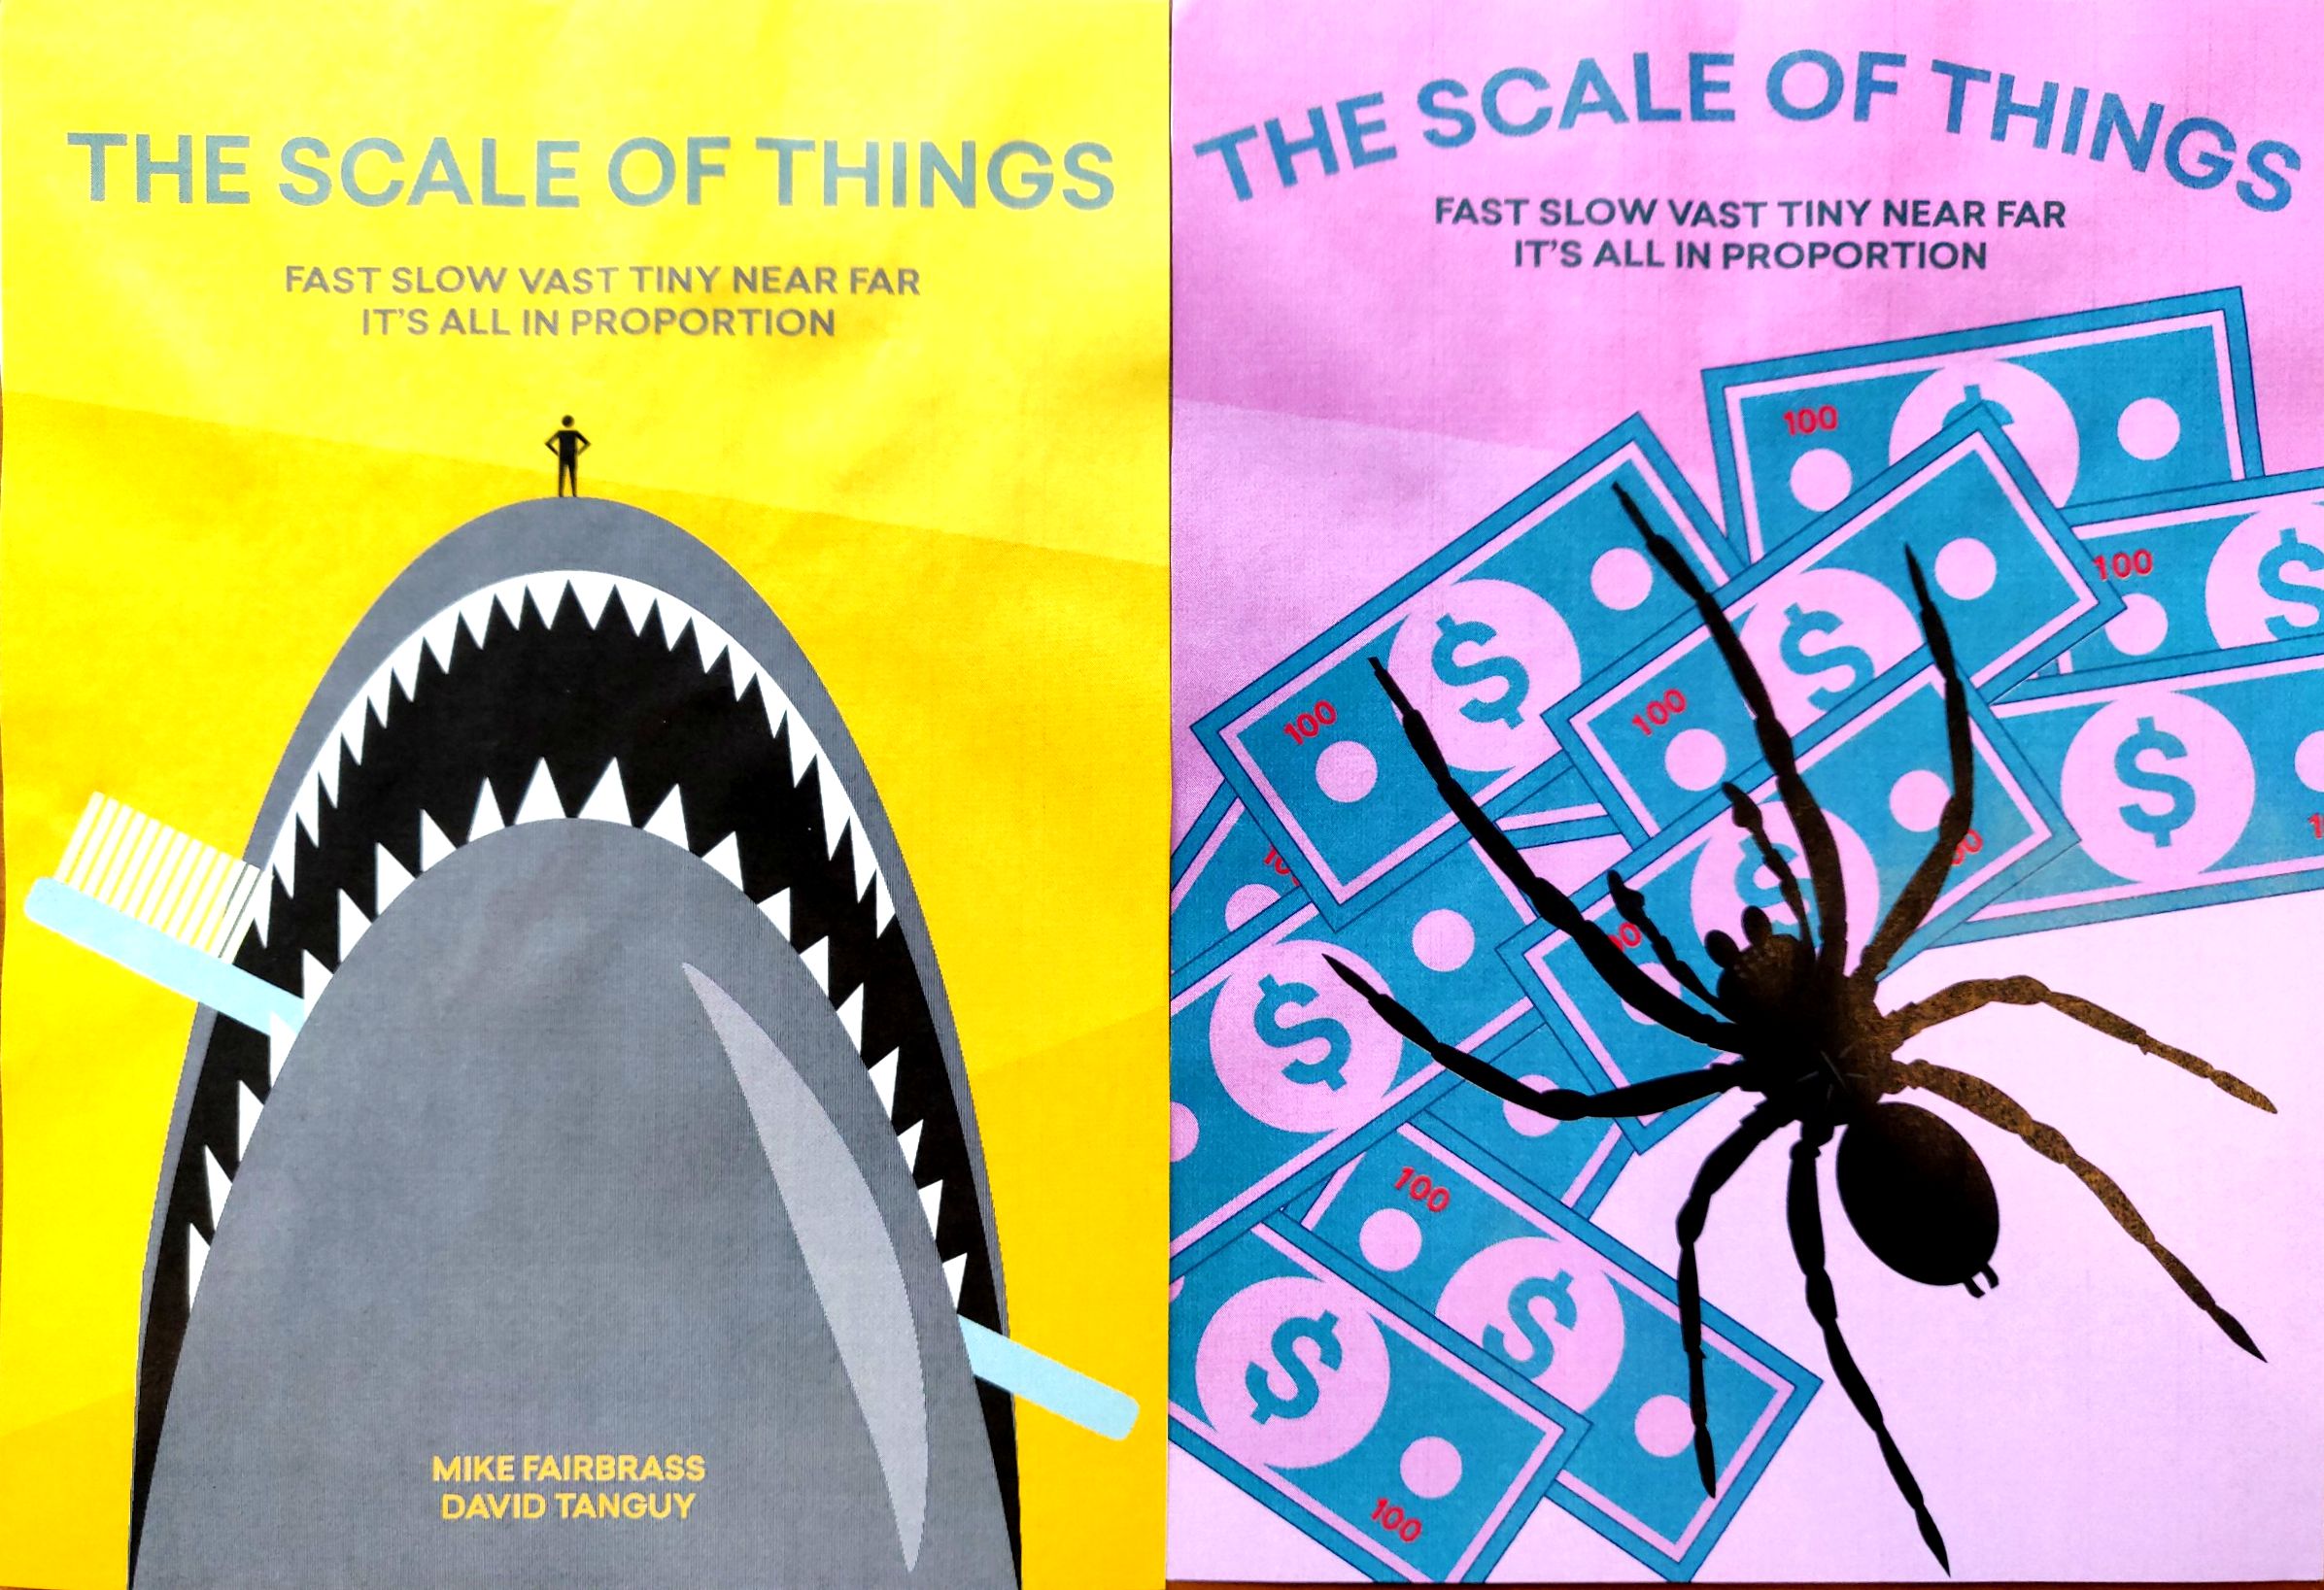 THE SCALE OF THINGS
FAST SLOW VAST TINY NEAR FAR
IT'S ALL IN PROPORTION
MIKE FAIRBRASS
DAVID TANGUY
THE SCALE OF THINGS
FAST SLOW VAST TINY NEAR FAR
IT'S ALL IN PROPORTION
100
$
100
$
100
$
100
$
$
$
$
100
$
$
100